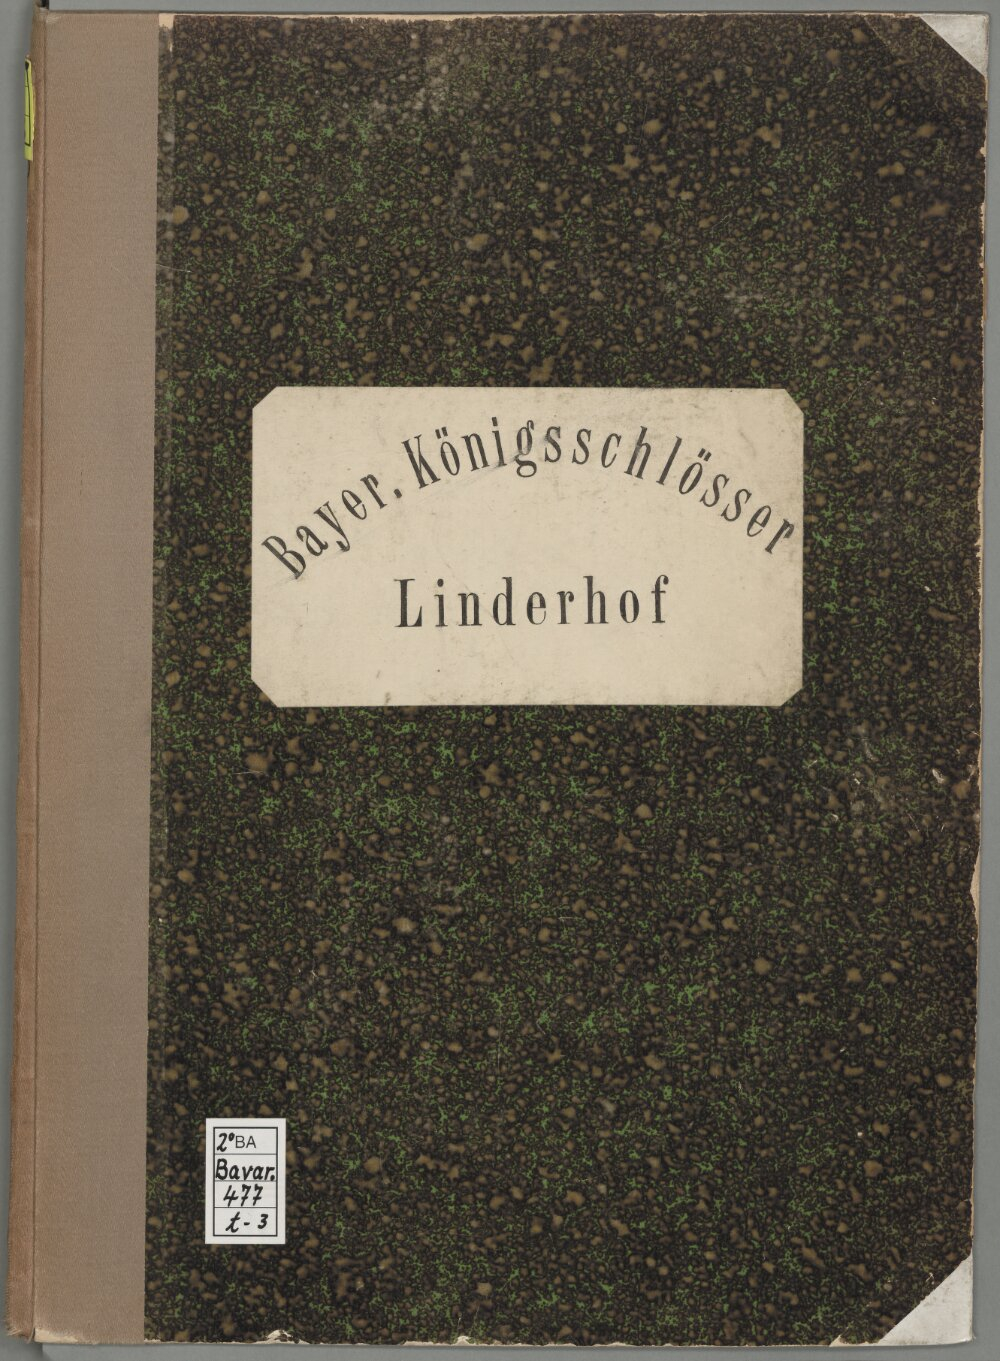 Bayer. Königsschlösser
Linderhof
2° BA
Bavar.
477
t-3